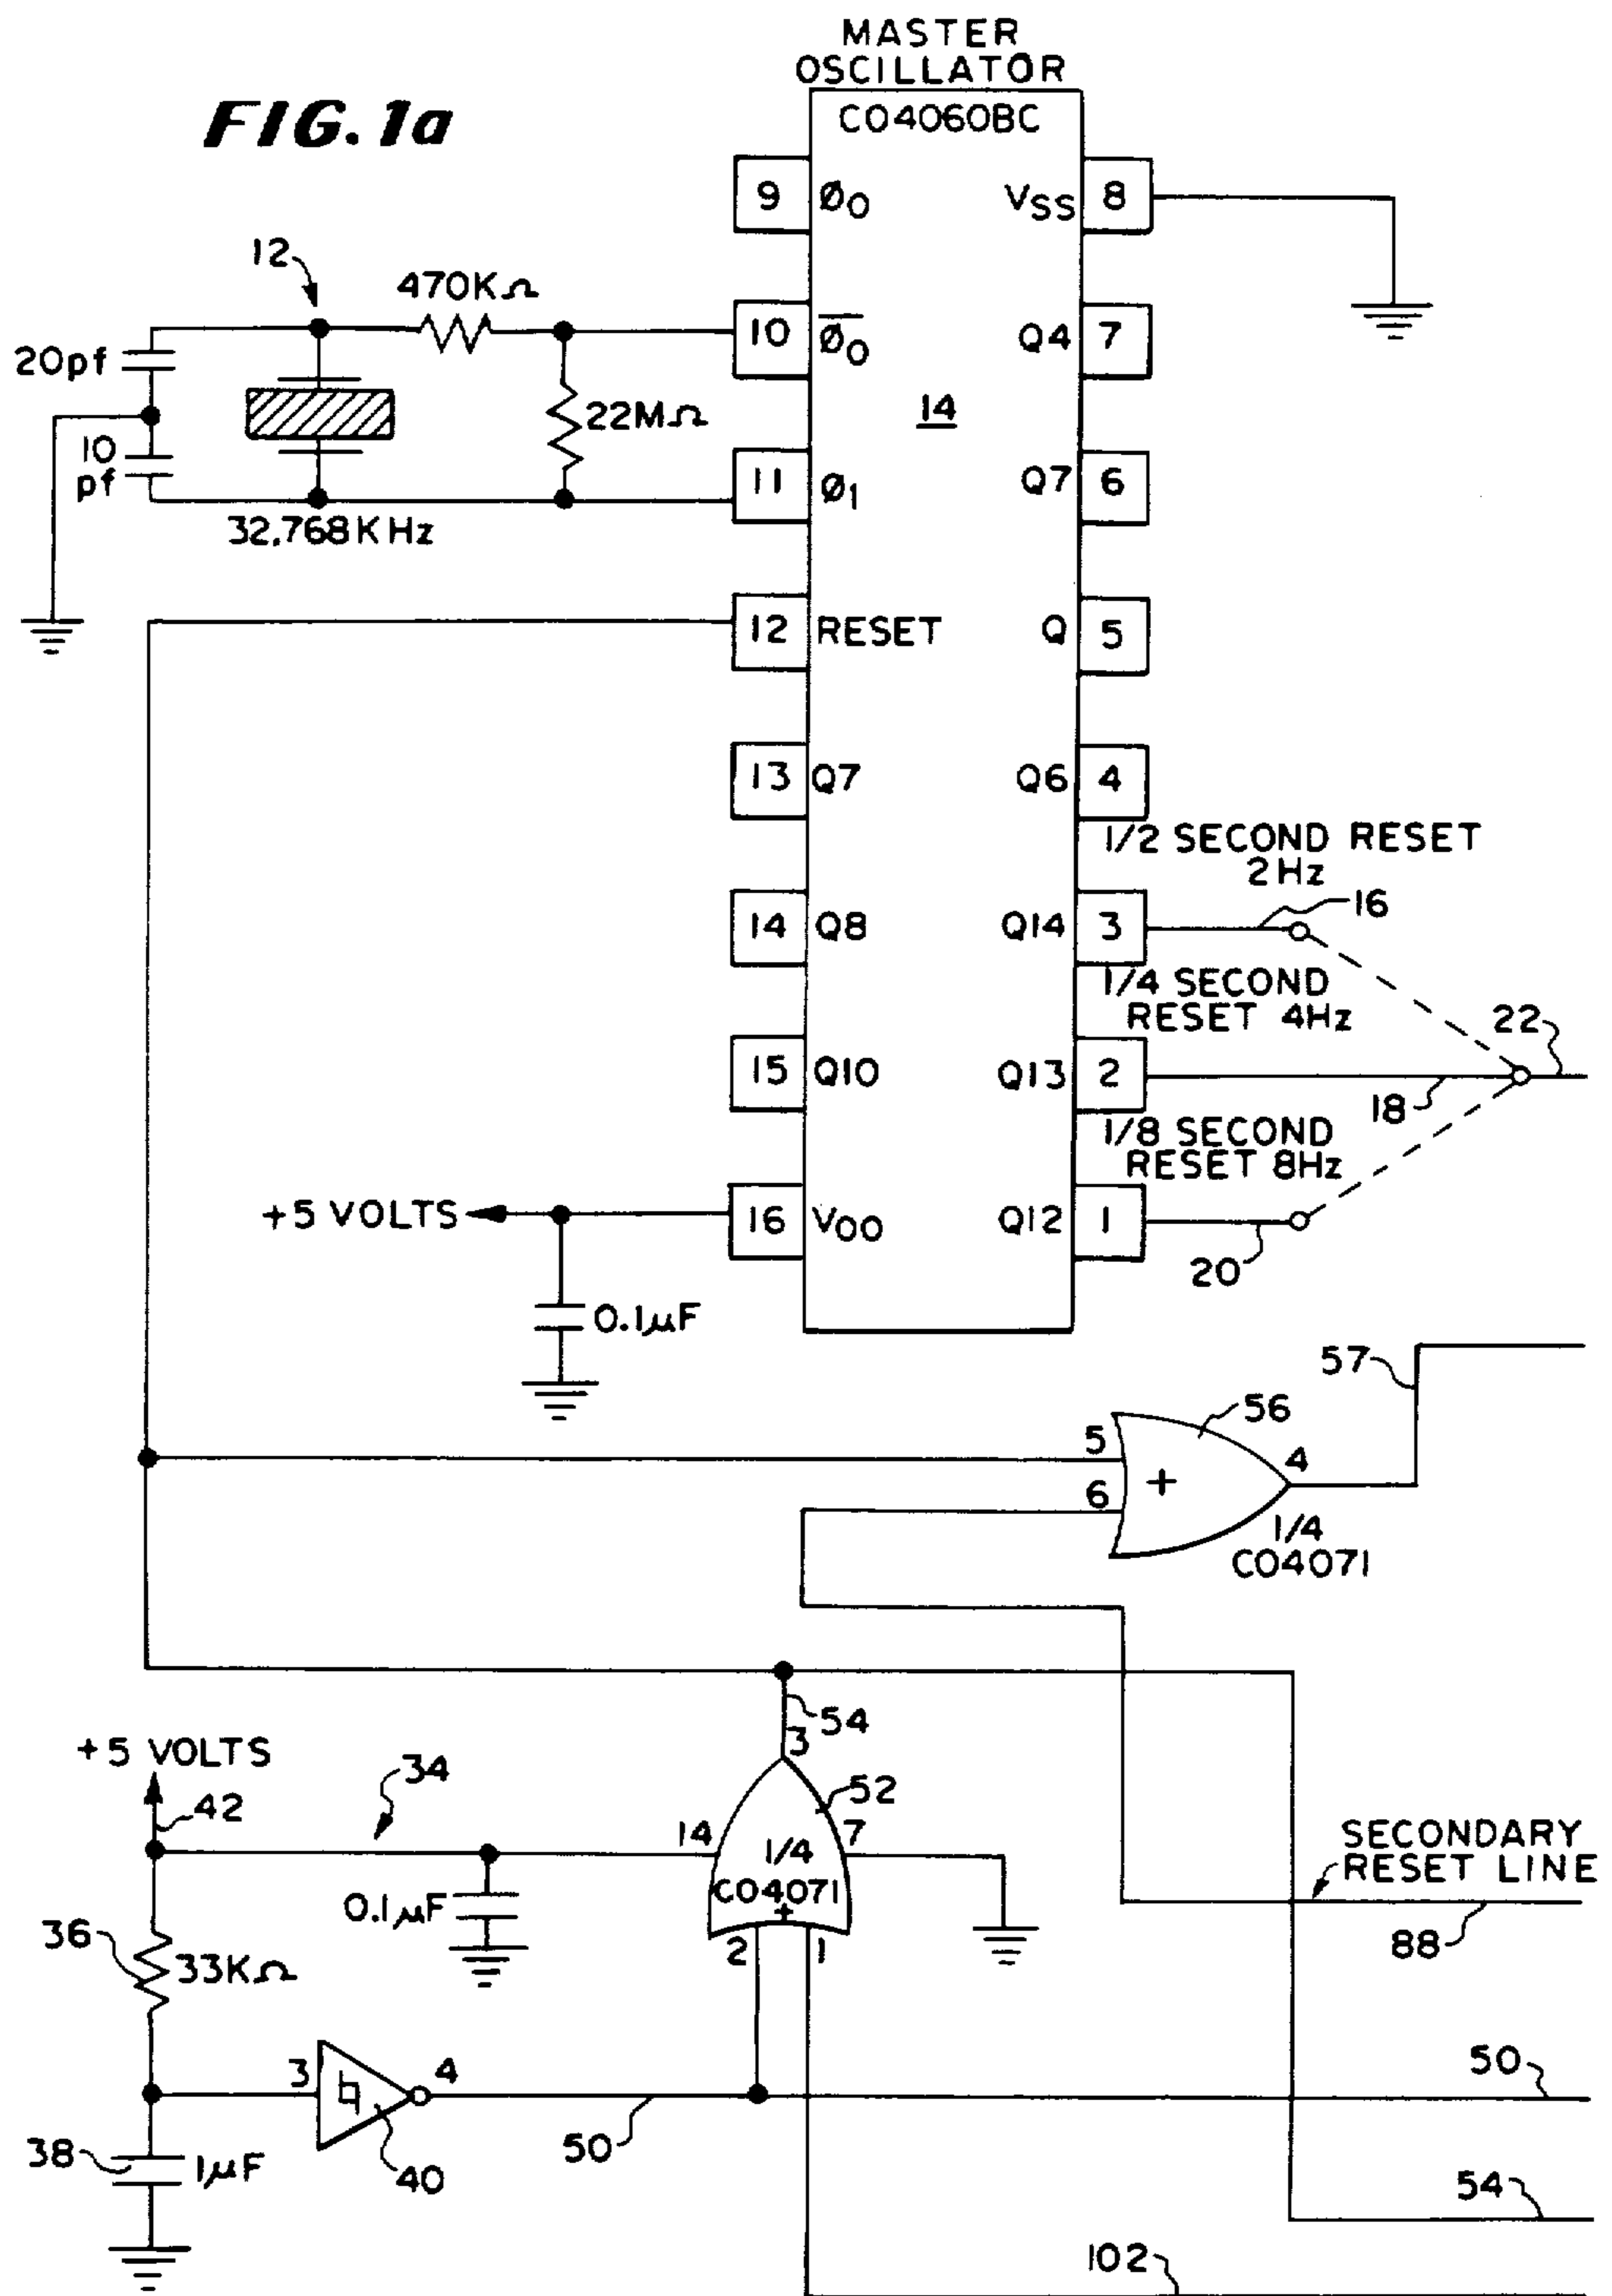 MASTER
OSCILLATOR
FIG. 1a
CO4060BC
9 Ø0
VSS 8
12
470KΩ
10 Ø0
Q4 7
20pf
14
22MΩ
10
pf
11 Ø1
Q7 6
32.768KHz
12 RESET
Q 5
13 Q7
Q6 4
1/2 SECOND RESET
2Hz
14 Q8
Q14 3
16
1/4 SECOND
RESET 4Hz
22
15 Q10
Q13 2
18
1/8 SECOND
RESET 8Hz
+5 VOLTS
16 VOO
Q12 1
20
0.1µF
57
56
5
4
+
6
1/4
CO4071
54
3
+5 VOLTS
34
52
42
14
7
1/4
CO4071
+
SECONDARY
RESET LINE
0.1µF
36
33KΩ
2
1
88
3
4
50
40
50
38
1µF
54
102